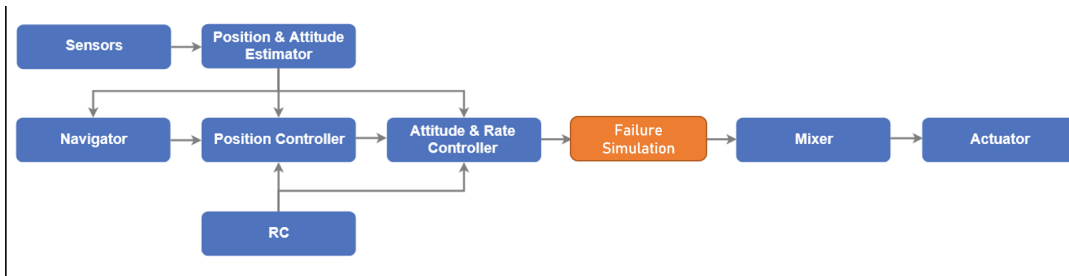 Sensors
Position & Attitude
Estimator
Navigator
Position Controller
Attitude & Rate
Controller
Failure
Simulation
Mixer
Actuator
RC